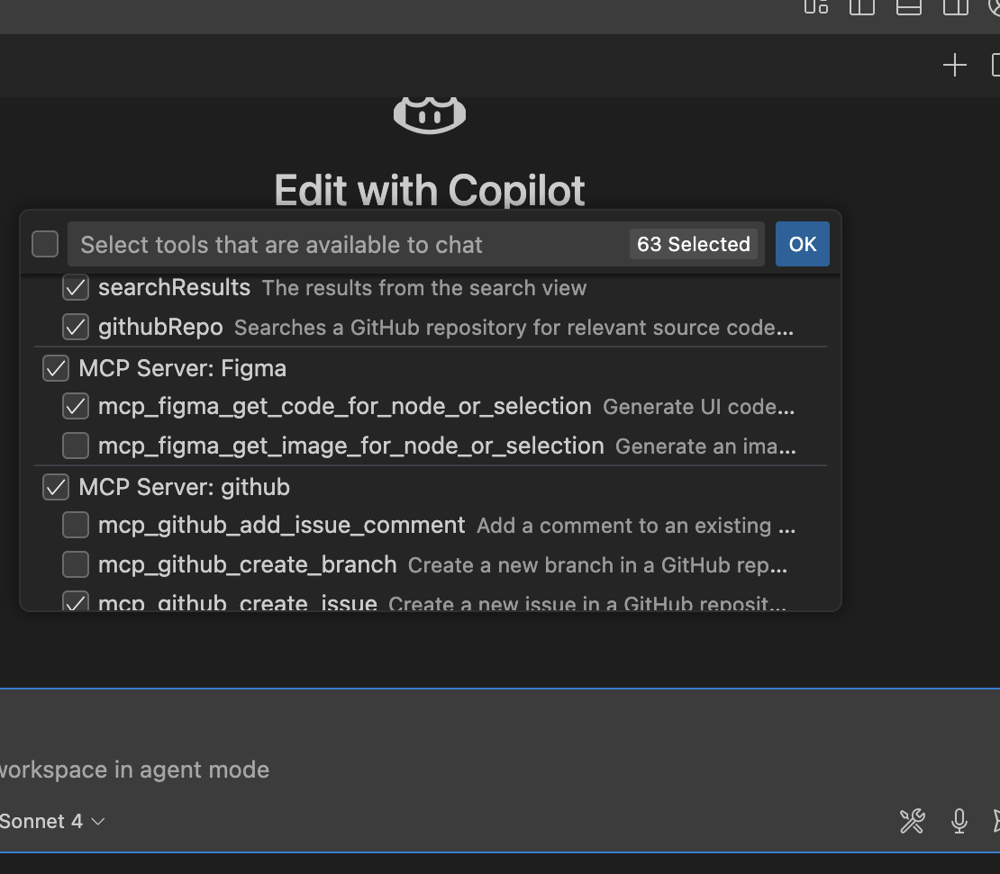 Edit with Copilot
Select tools that are available to chat 63 Selected OK
searchResults The results from the search view
githubRepo Searches a GitHub repository for relevant source code...
MCP Server: Figma
mcp_figma_get_code_for_node_or_selection Generate UI code...
mcp_figma_get_image_for_node_or_selection Generate an ima...
MCP Server: github
mcp_github_add_issue_comment Add a comment to an existing ...
mcp_github_create_branch Create a new branch in a GitHub rep...
mcp_github_create_issue Create a new issue in a GitHub reposit...
workspace in agent mode
Sonnet 4